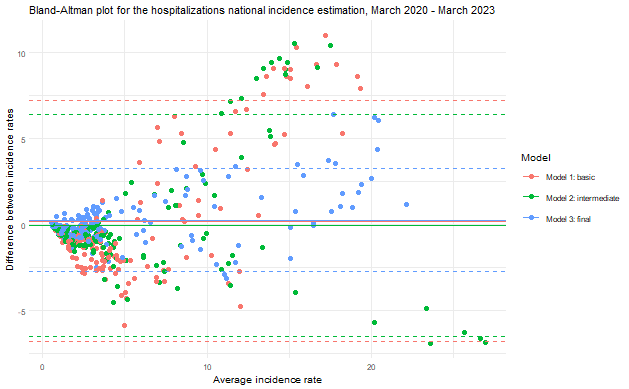 Bland-Altman plot for the hospitalizations national incidence estimation, March 2020 - March 2023
Difference between incidence rates
10
5
0
-5
0
10
20
Average incidence rate
Model
Model 1: basic
Model 2: intermediate
Model 3: final